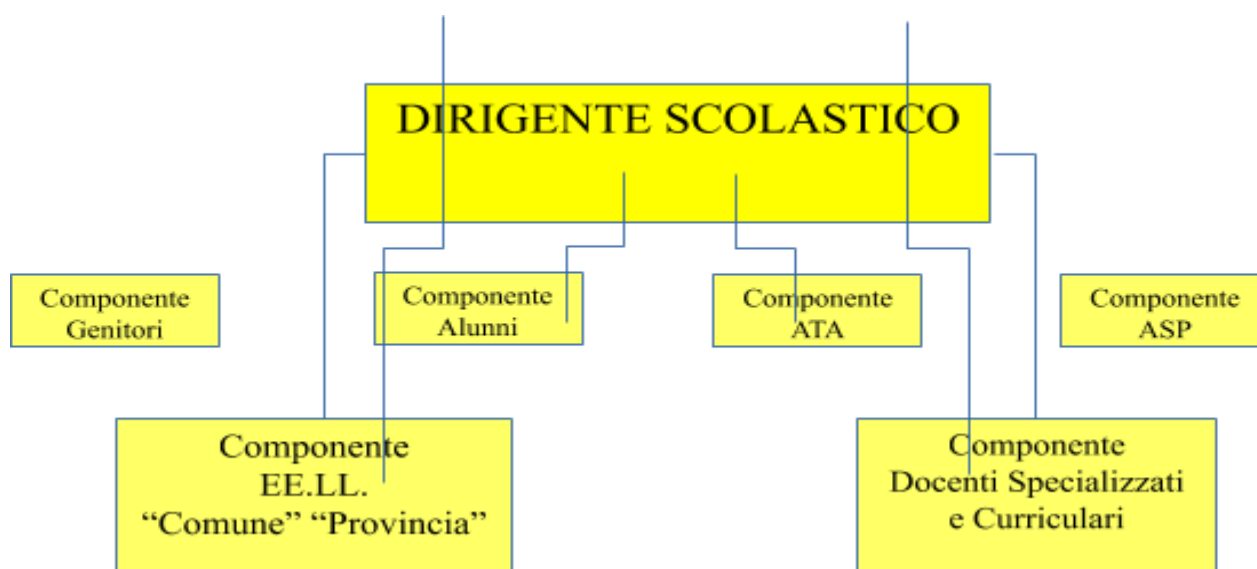 DIRIGENTE SCOLASTICO
Componente
Genitori
Componente
Alunni
Componente
ATA
Componente
ASP
Componente
EE.LL.
“Comune” “Provincia”
Componente
Docenti Specializzati
e Curriculari